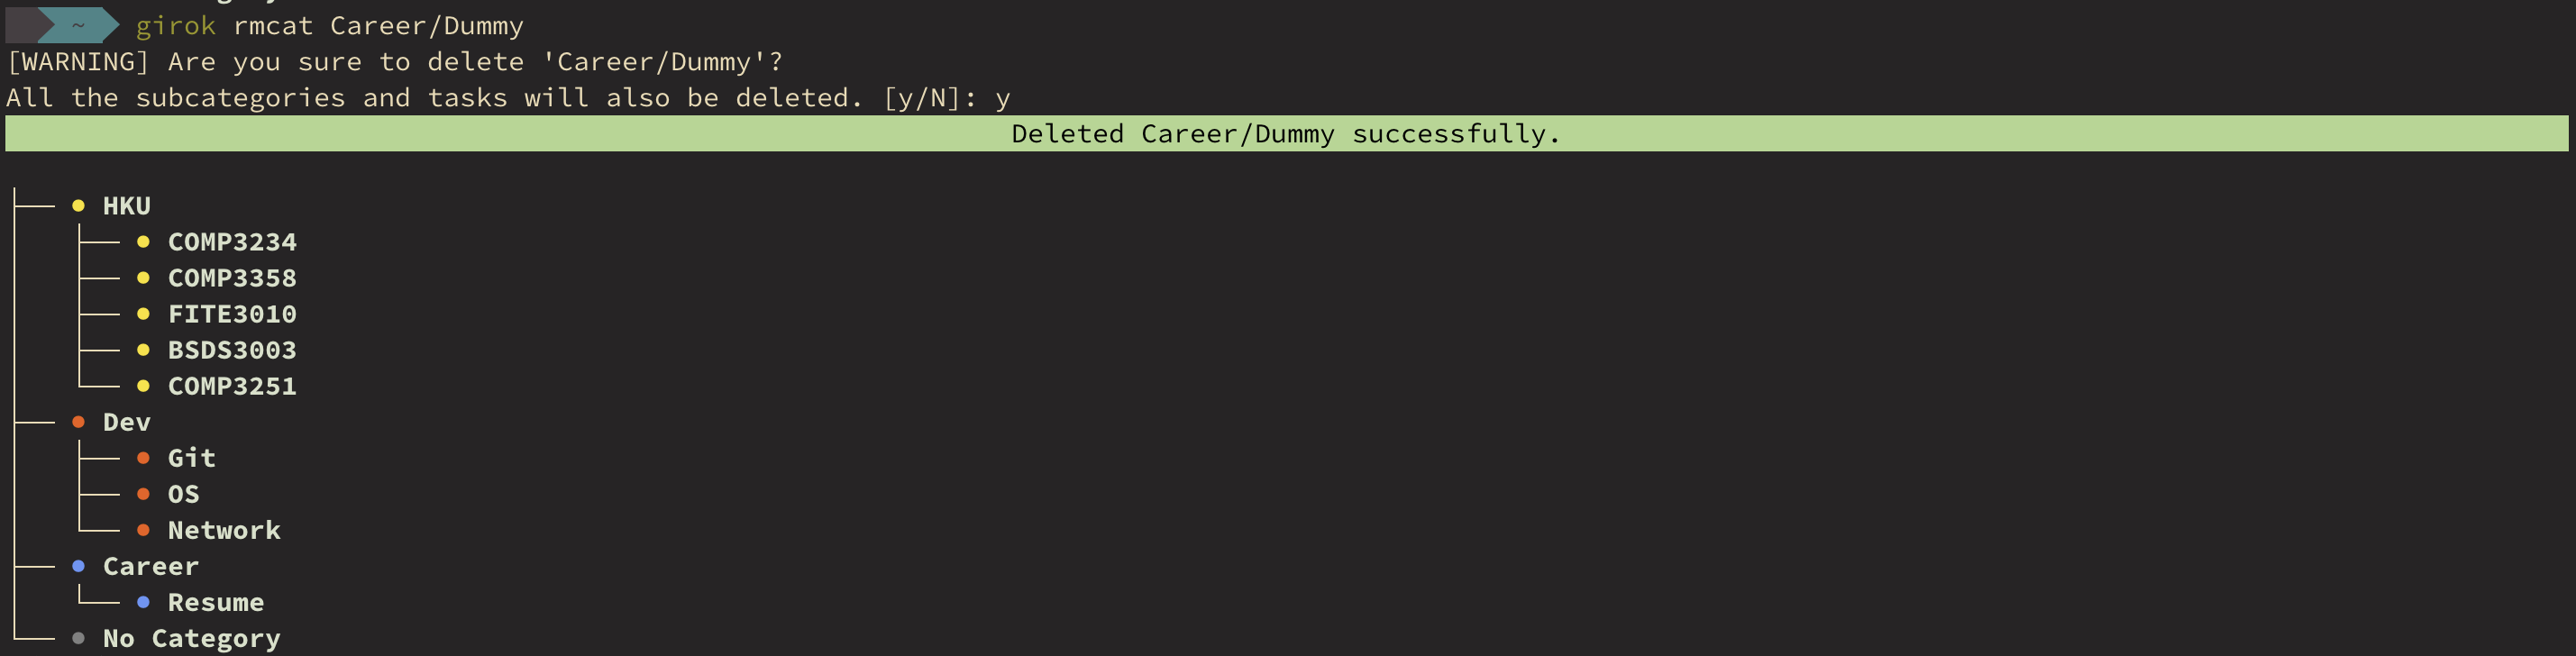 ~ girok rmcat Career/Dummy
[WARNING] Are you sure to delete 'Career/Dummy'?
All the subcategories and tasks will also be deleted. [y/N]: y
Deleted Career/Dummy successfully.
HKU
COMP3234
COMP3358
FITE3010
BSDS3003
COMP3251
Dev
Git
OS
Network
Career
Resume
No Category